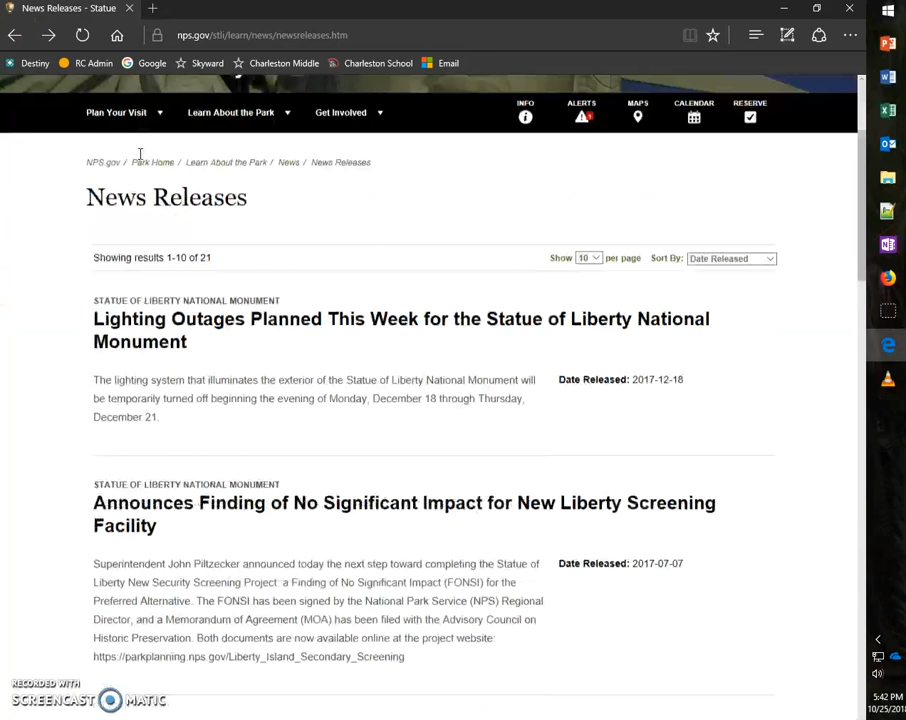 News Releases - Statue
nps.gov/stli/learn/news/newsreleases.htm
Destiny RC Admin Google Skyward Charleston Middle Charleston School Email
Plan Your Visit Learn About the Park Get Involved INFO ALERTS MAPS CALENDAR RESERVE
NPS.gov / Park Home / Learn About the Park / News / News Releases
News Releases
Showing results 1-10 of 21 Show 10 per page Sort By: Date Released
STATUE OF LIBERTY NATIONAL MONUMENT
Lighting Outages Planned This Week for the Statue of Liberty National
Monument
The lighting system that illuminates the exterior of the Statue of Liberty National Monument will Date Released: 2017-12-18
be temporarily turned off beginning the evening of Monday, December 18 through Thursday,
December 21.
STATUE OF LIBERTY NATIONAL MONUMENT
Announces Finding of No Significant Impact for New Liberty Screening
Facility
Superintendent John Piltzecker announced today the next step toward completing the Statue of Date Released: 2017-07-07
Liberty New Security Screening Project: a Finding of No Significant Impact (FONSI) for the
Preferred Alternative. The FONSI has been signed by the National Park Service (NPS) Regional
Director, and a Memorandum of Agreement (MOA) has been filed with the Advisory Council on
Historic Preservation. Both documents are now available online at the project website:
https://parkplanning.nps.gov/Liberty_Island_Secondary_Screening
RECORDED WITH
SCREENCAST MATIC
5:42 PM
10/25/201